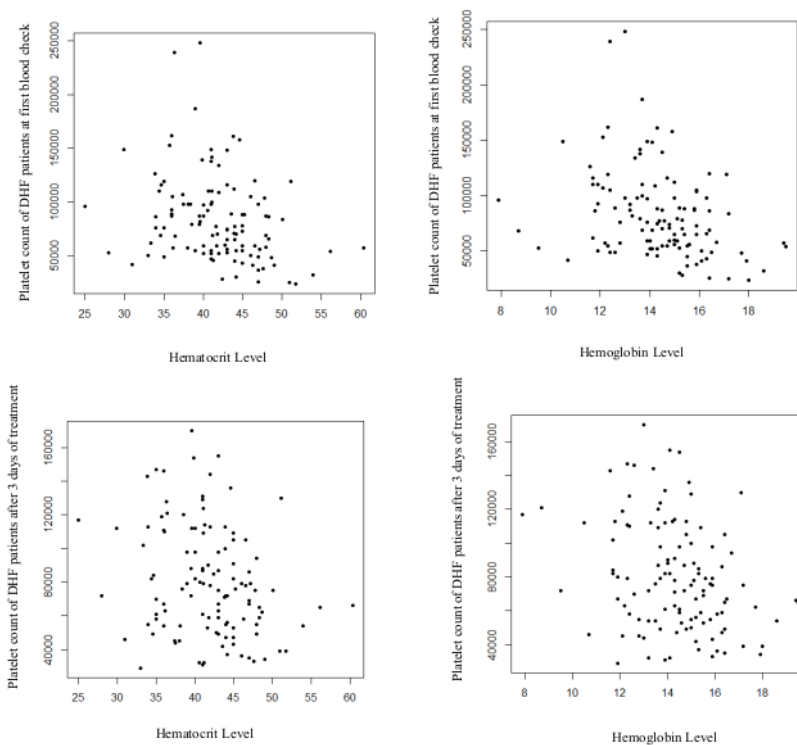 Platelet count of DHF patients at first blood check
50000 100000 150000 200000 250000
25 30 35 40 45 50 55 60
Hematocrit Level
Platelet count of DHF patients at first blood check
50000 100000 150000 200000 250000
8 10 12 14 16 18
Hemoglobin Level
Platelet count of DHF patients after 3 days of treatment
40000 80000 120000 160000
25 30 35 40 45 50 55 60
Hematocrit Level
Platelet count of DHF patients after 3 days of treatment
40000 80000 120000 160000
8 10 12 14 16 18
Hemoglobin Level